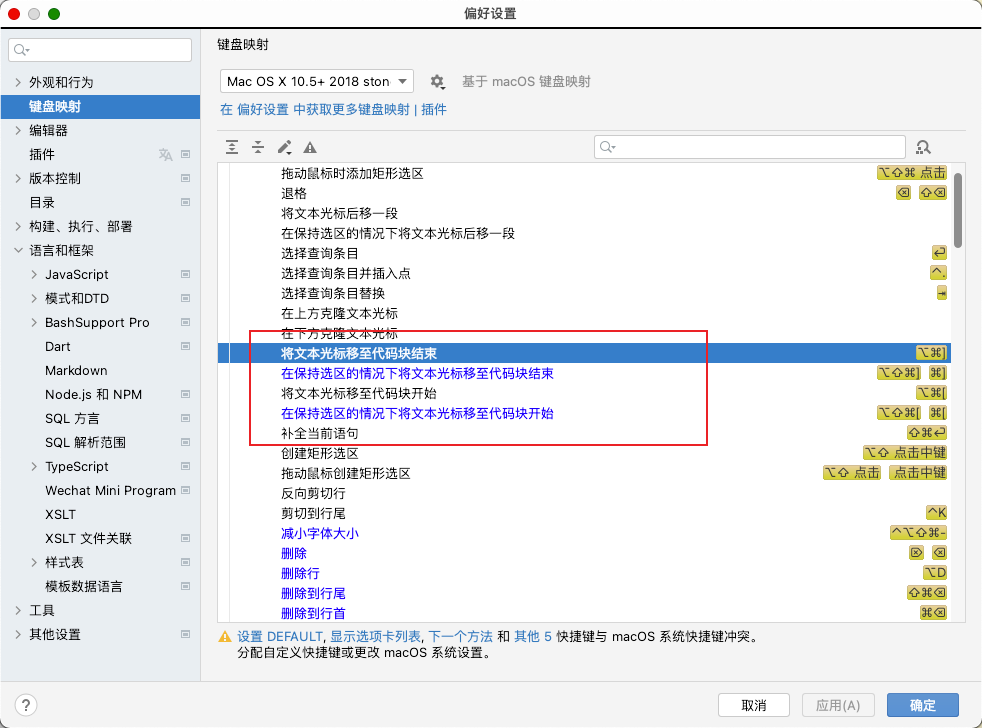 偏好设置
外观和行为
键盘映射
编辑器
插件
版本控制
目录
构建、执行、部署
语言和框架
JavaScript
模式和DTD
BashSupport Pro
Dart
Markdown
Node.js 和 NPM
SQL 方言
SQL 解析范围
TypeScript
Wechat Mini Program
XSLT
XSLT 文件关联
样式表
模板数据语言
工具
其他设置
键盘映射
Mac OS X 10.5+ 2018 ston
基于 macOS 键盘映射
在 偏好设置 中获取更多键盘映射 | 插件
拖动鼠标时添加矩形选区 ⌥⇧⌘ 点击
退格 ⌫ ⇧⌫
将文本光标后移一段
在保持选区的情况下将文本光标后移一段
选择查询条目 ↩
选择查询条目并插入点 ^.
选择查询条目替换 ⇥
在上方克隆文本光标
在下方克隆文本光标
将文本光标移至代码块结束 ⌥⌘]
在保持选区的情况下将文本光标移至代码块结束 ⌥⇧⌘] ⌘]
将文本光标移至代码块开始 ⌥⌘[
在保持选区的情况下将文本光标移至代码块开始 ⌥⇧⌘[ ⌘[
补全当前语句 ⇧⌘↩
创建矩形选区 ⌥⇧ 点击中键
拖动鼠标创建矩形选区 ⌥⇧ 点击 点击中键
反向剪切行
剪切到行尾 ^K
减小字体大小 ^⌥⇧⌘-
删除 ⌦ ⌫
删除行 ⌥D
删除到行尾 ⇧⌘⌫
删除到行首 ⌘⌫
设置 DEFAULT, 显示选项卡列表, 下一个方法 和 其他 5 快捷键与 macOS 系统快捷键冲突。
分配自定义快捷键或更改 macOS 系统设置。
?
取消
应用(A)
确定